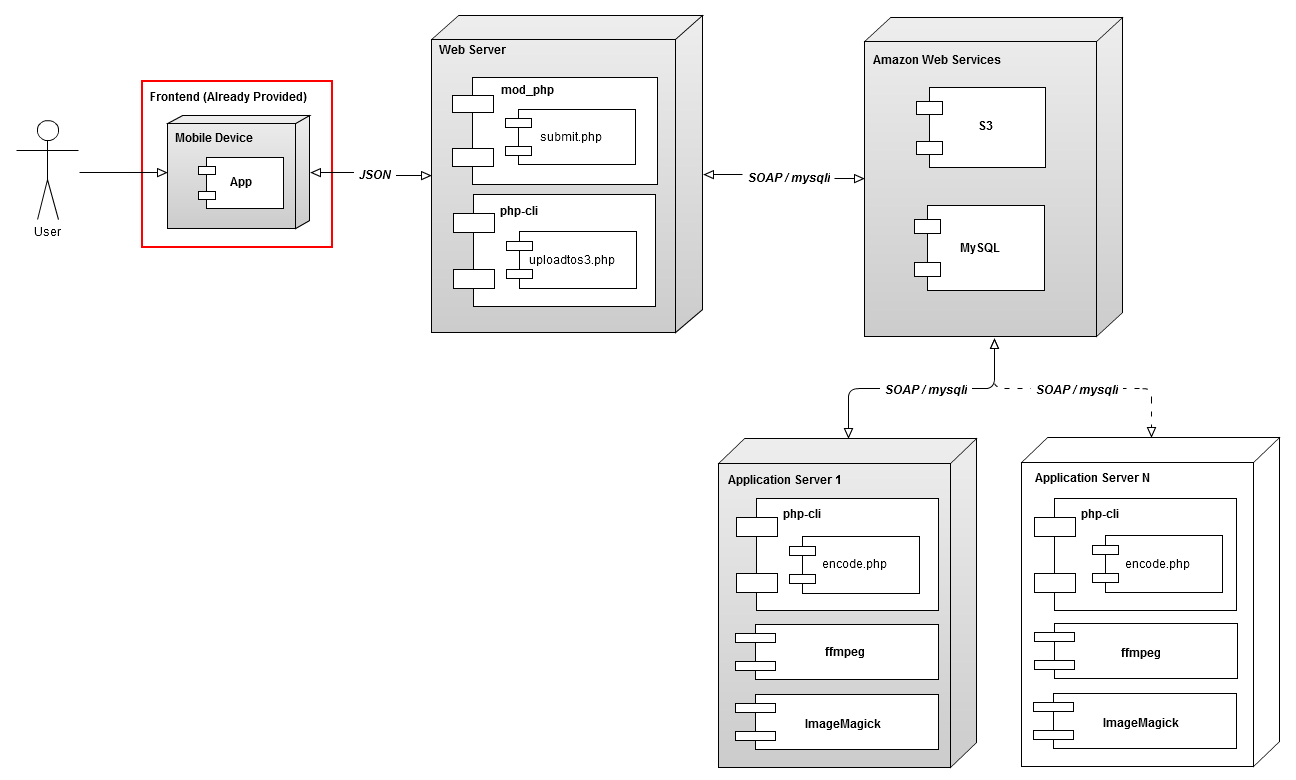 User
Frontend (Already Provided)
Mobile Device
App
JSON
Web Server
mod_php
submit.php
php-cli
uploadtos3.php
SOAP / mysqli
Amazon Web Services
S3
MySQL
SOAP / mysqli
SOAP / mysqli
Application Server 1
php-cli
encode.php
ffmpeg
ImageMagick
Application Server N
php-cli
encode.php
ffmpeg
ImageMagick